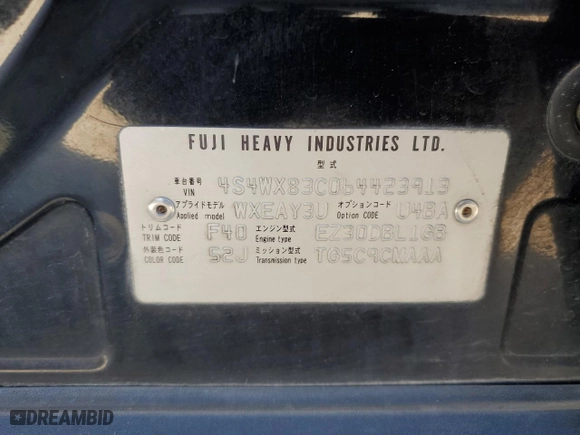 FUJI HEAVY INDUSTRIES LTD.
型式
車台番号 VIN 4S4WX83C064423913
アプライドモデル Applied model WXEAY3U オプションコード Option CODE U4BA
トリムコード TRIM CODE F40 エンジン型式 Engine type EZ30DBL1GB
外装色コード COLOR CODE 52J ミッション型式 Transmission type TG5C9CMAAA
DREAMBID